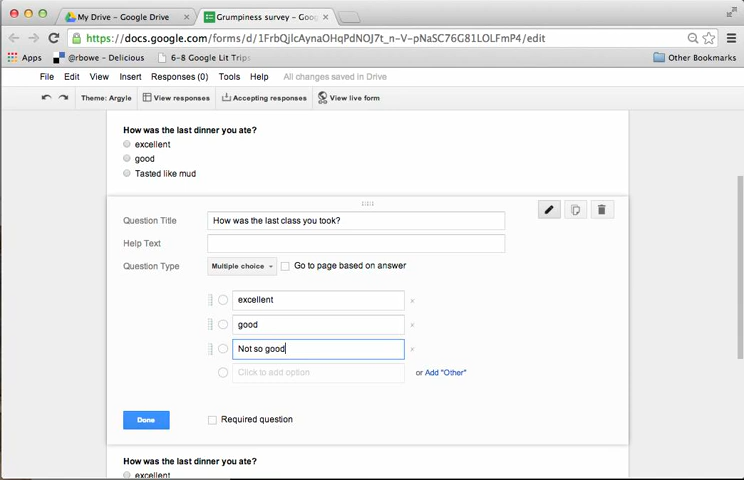 My Drive - Google Drive
Grumpiness survey - Goo
https://docs.google.com/forms/d/1FrbQjlcAynaOHqPdNOJ7t_n-V-pNaSC76G81LOLFmP4/edit
Apps
@rbowe - Delicious
6-8 Google Lit Trips
Other Bookmarks
File Edit View Insert Responses (0) Tools Help All changes saved in Drive
Theme: Argyle View responses Accepting responses View live form
How was the last dinner you ate?
excellent
good
Tasted like mud
Question Title How was the last class you took?
Help Text
Question Type Multiple choice Go to page based on answer
excellent
good
Not so good
Click to add option or Add "Other"
Done Required question
How was the last dinner you ate?
excellent